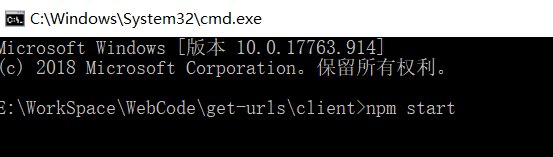 C:\Windows\System32\cmd.exe
Microsoft Windows [版本 10.0.17763.914]
(c) 2018 Microsoft Corporation。保留所有权利。
E:\WorkSpace\WebCode\get-urls\client>npm start